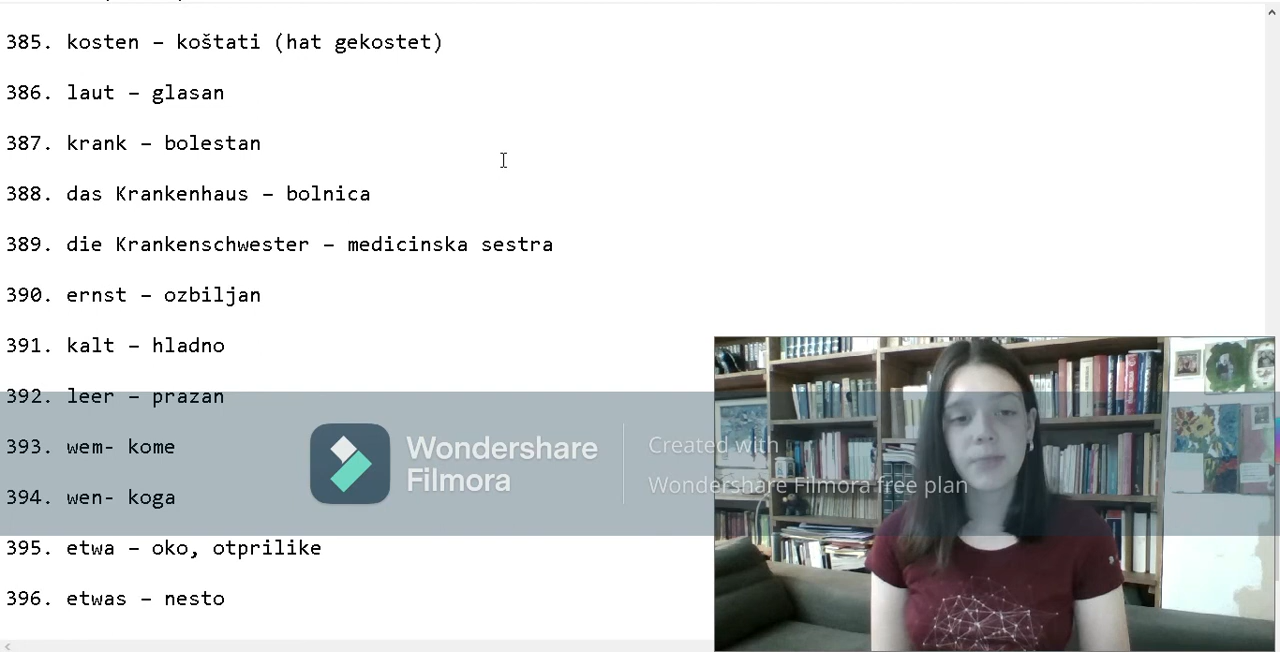 385. kosten – koštati (hat gekostet)
386. laut – glasan
387. krank – bolestan
388. das Krankenhaus – bolnica
389. die Krankenschwester – medicinska sestra
390. ernst – ozbiljan
391. kalt – hladno
392. leer – prazan
393. wem- kome
394. wen- koga
395. etwa – oko, otprilike
396. etwas – nesto
Wondershare
Filmora
Created with
Wondershare Filmora free plan